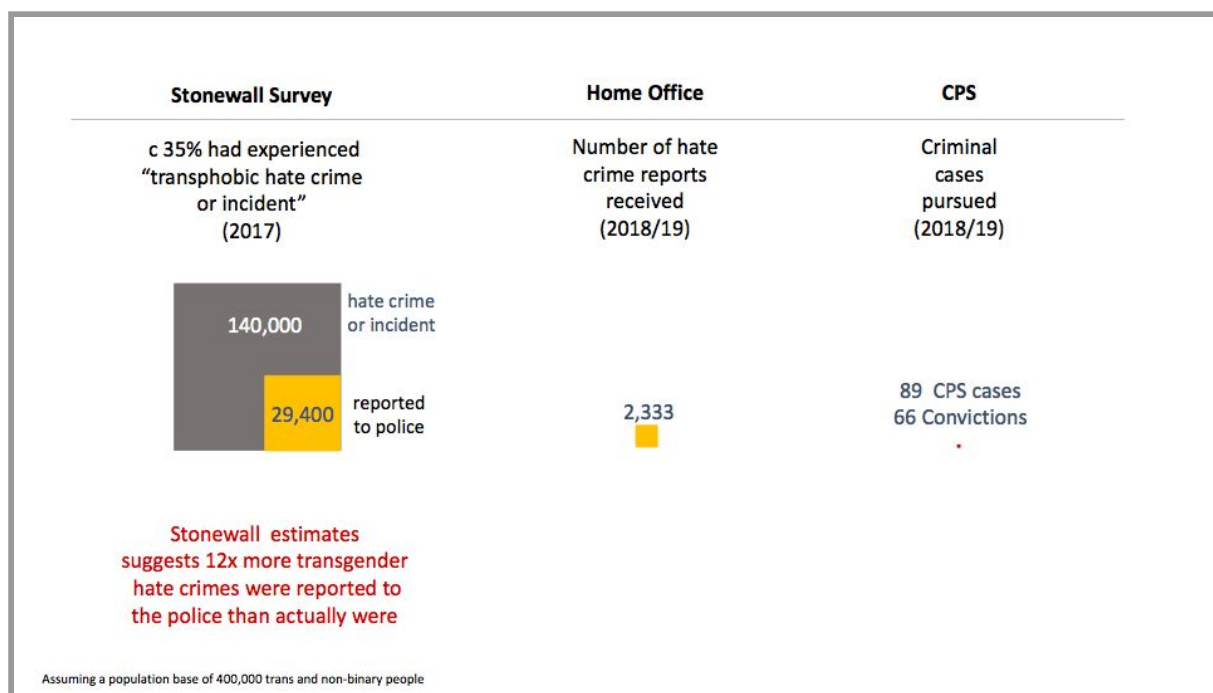 Stonewall Survey
c 35% had experienced
“transphobic hate crime
or incident”
(2017)
140,000
hate crime
or incident
29,400
reported
to police
Stonewall estimates
suggests 12x more transgender
hate crimes were reported to
the police than actually were
Home Office
Number of hate
crime reports
received
(2018/19)
2,333
CPS
Criminal
cases
pursued
(2018/19)
89 CPS cases
66 Convictions
Assuming a population base of 400,000 trans and non-binary people